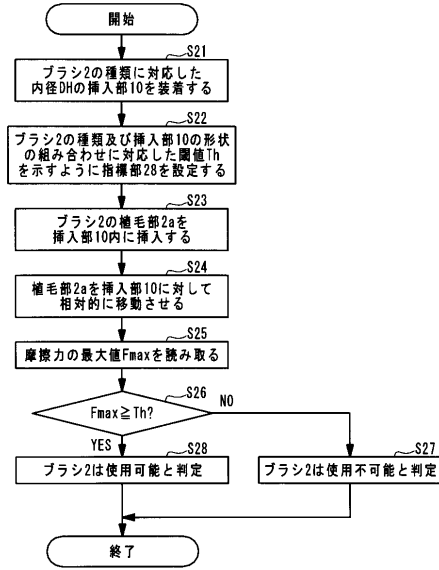 開始
S21
ブラシ2の種類に対応した
内径DHの挿入部10を装着する
S22
ブラシ2の種類及び挿入部10の形状
の組み合わせに対応した閾値Th
を示すように指標部28を設定する
S23
ブラシ2の植毛部2aを
挿入部10内に挿入する
S24
植毛部2aを挿入部10に対して
相対的に移動させる
S25
摩擦力の最大値Fmaxを読み取る
S26
Fmax≧Th?
NO
YES
S28
ブラシ2は使用可能と判定
S27
ブラシ2は使用不可能と判定
終了